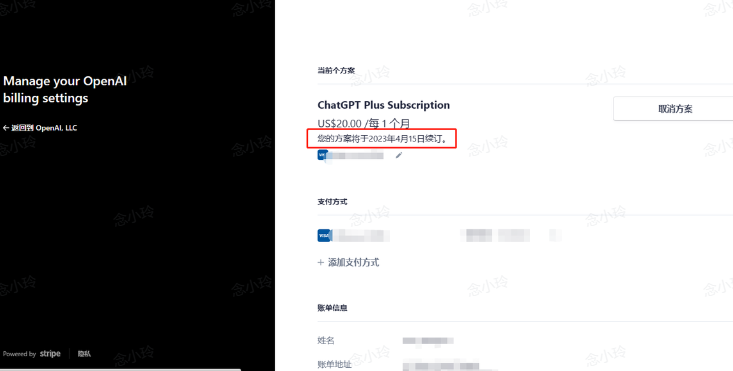 Manage your OpenAI
billing settings
← 返回到 OpenAI, LLC
Powered by stripe | 隐私
当前个方案
ChatGPT Plus Subscription
US$20.00 /每 1 个月
您的方案将于2023年4月15日续订。
取消方案
VISA
支付方式
VISA
+ 添加支付方式
账单信息
姓名
账单地址
念小玲